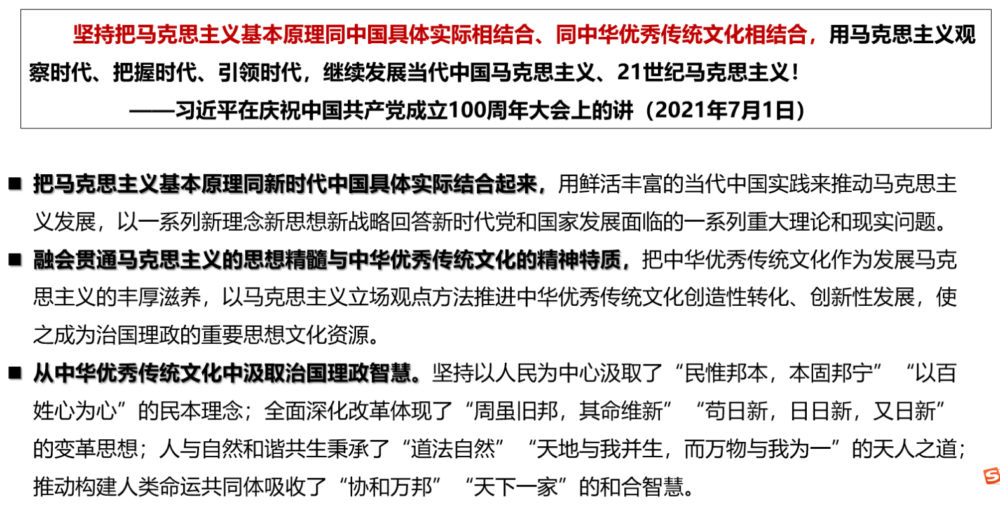 坚持把马克思主义基本原理同中国具体实际相结合、同中华优秀传统文化相结合，用马克思主义观
察时代、把握时代、引领时代，继续发展当代中国马克思主义、21世纪马克思主义！
——习近平在庆祝中国共产党成立100周年大会上的讲（2021年7月1日）
■ 把马克思主义基本原理同新时代中国具体实际结合起来，用鲜活丰富的当代中国实践来推动马克思主
义发展，以一系列新理念新思想新战略回答新时代党和国家发展面临的一系列重大理论和现实问题。
■ 融会贯通马克思主义的思想精髓与中华优秀传统文化的精神特质，把中华优秀传统文化作为发展马克
思主义的丰厚滋养，以马克思主义立场观点方法推进中华优秀传统文化创造性转化、创新性发展，使
之成为治国理政的重要思想文化资源。
■ 从中华优秀传统文化中汲取治国理政智慧。坚持以人民为中心汲取了“民惟邦本，本固邦宁”“以百
姓心为心”的民本理念；全面深化改革体现了“周虽旧邦，其命维新”“苟日新，日日新，又日新”
的变革思想；人与自然和谐共生秉承了“道法自然”“天地与我并生，而万物与我为一”的天人之道；
推动构建人类命运共同体吸收了“协和万邦”“天下一家”的和合智慧。
S